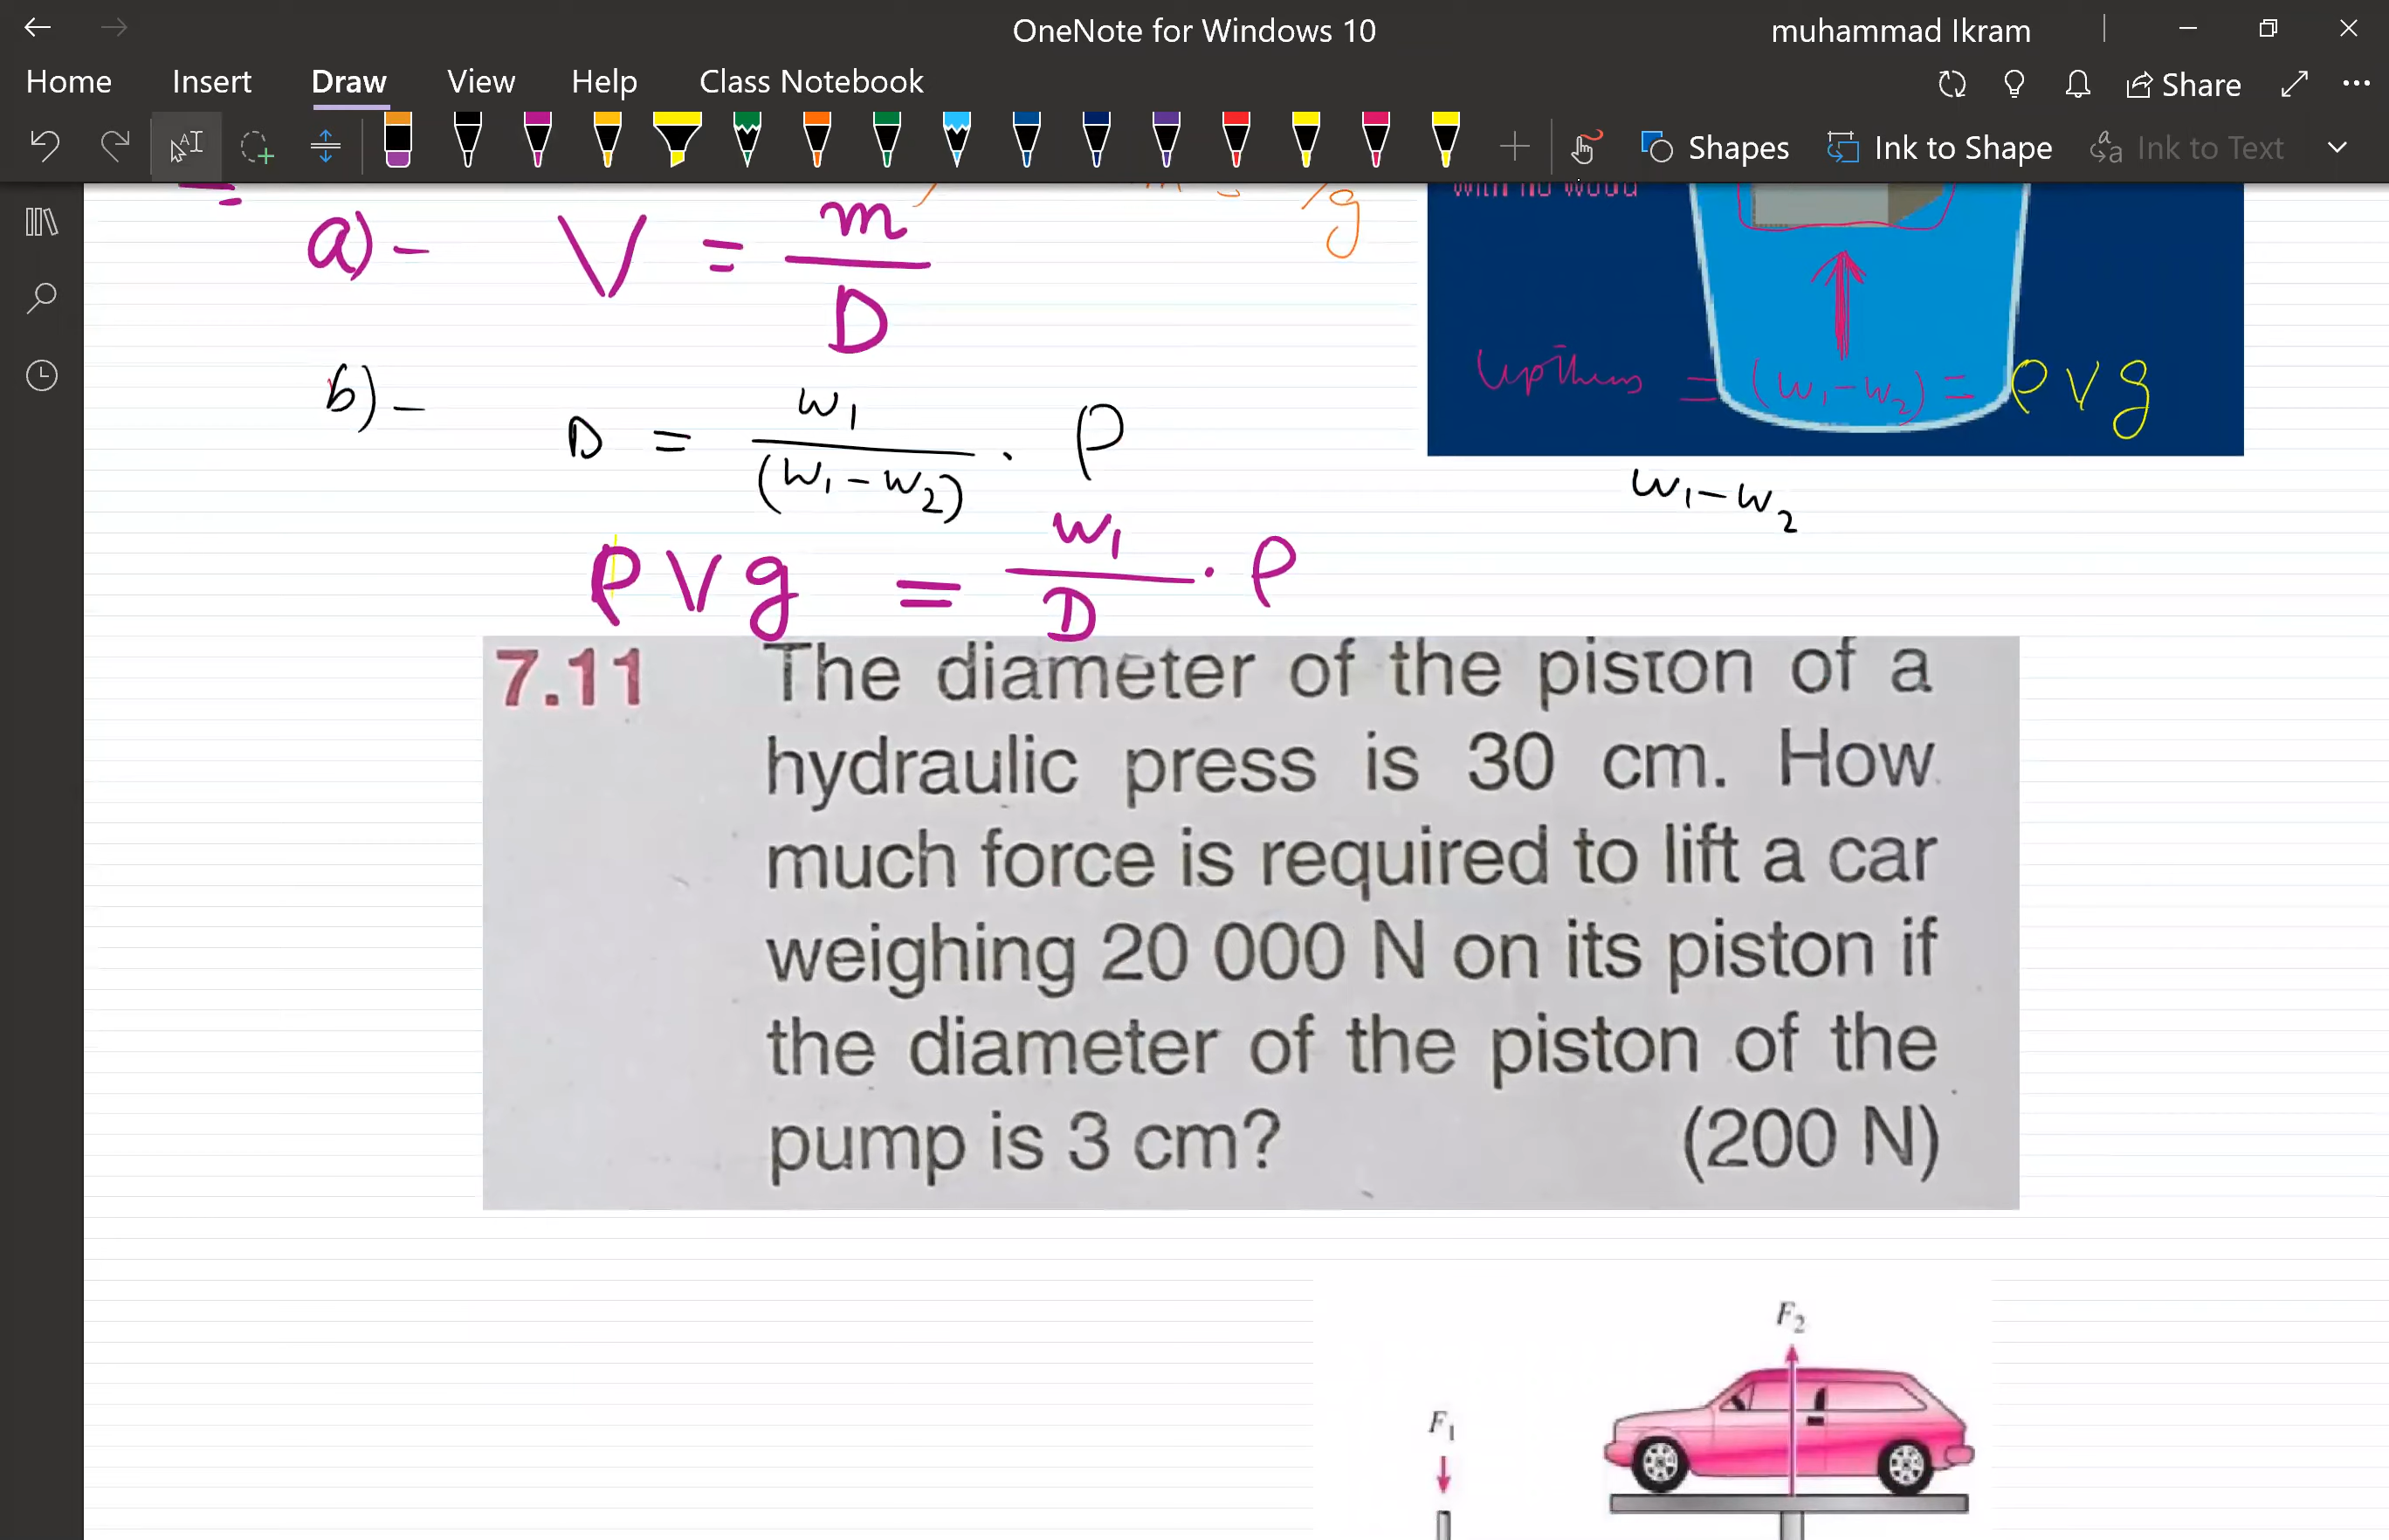 OneNote for Windows 10
muhammad Ikram
Home Insert Draw View Help Class Notebook
Share
Shapes Ink to Shape Ink to Text
a) - V = m / D
b) - D = w₁ / (w₁ - w₂) . ρ
ρVg = w₁ / D . ρ
= (w₁ - w₂) = ρVg
w₁ - w₂
7.11 The diameter of the piston of a
hydraulic press is 30 cm. How
much force is required to lift a car
weighing 20 000 N on its piston if
the diameter of the piston of the
pump is 3 cm? (200 N)
F₂
F₁